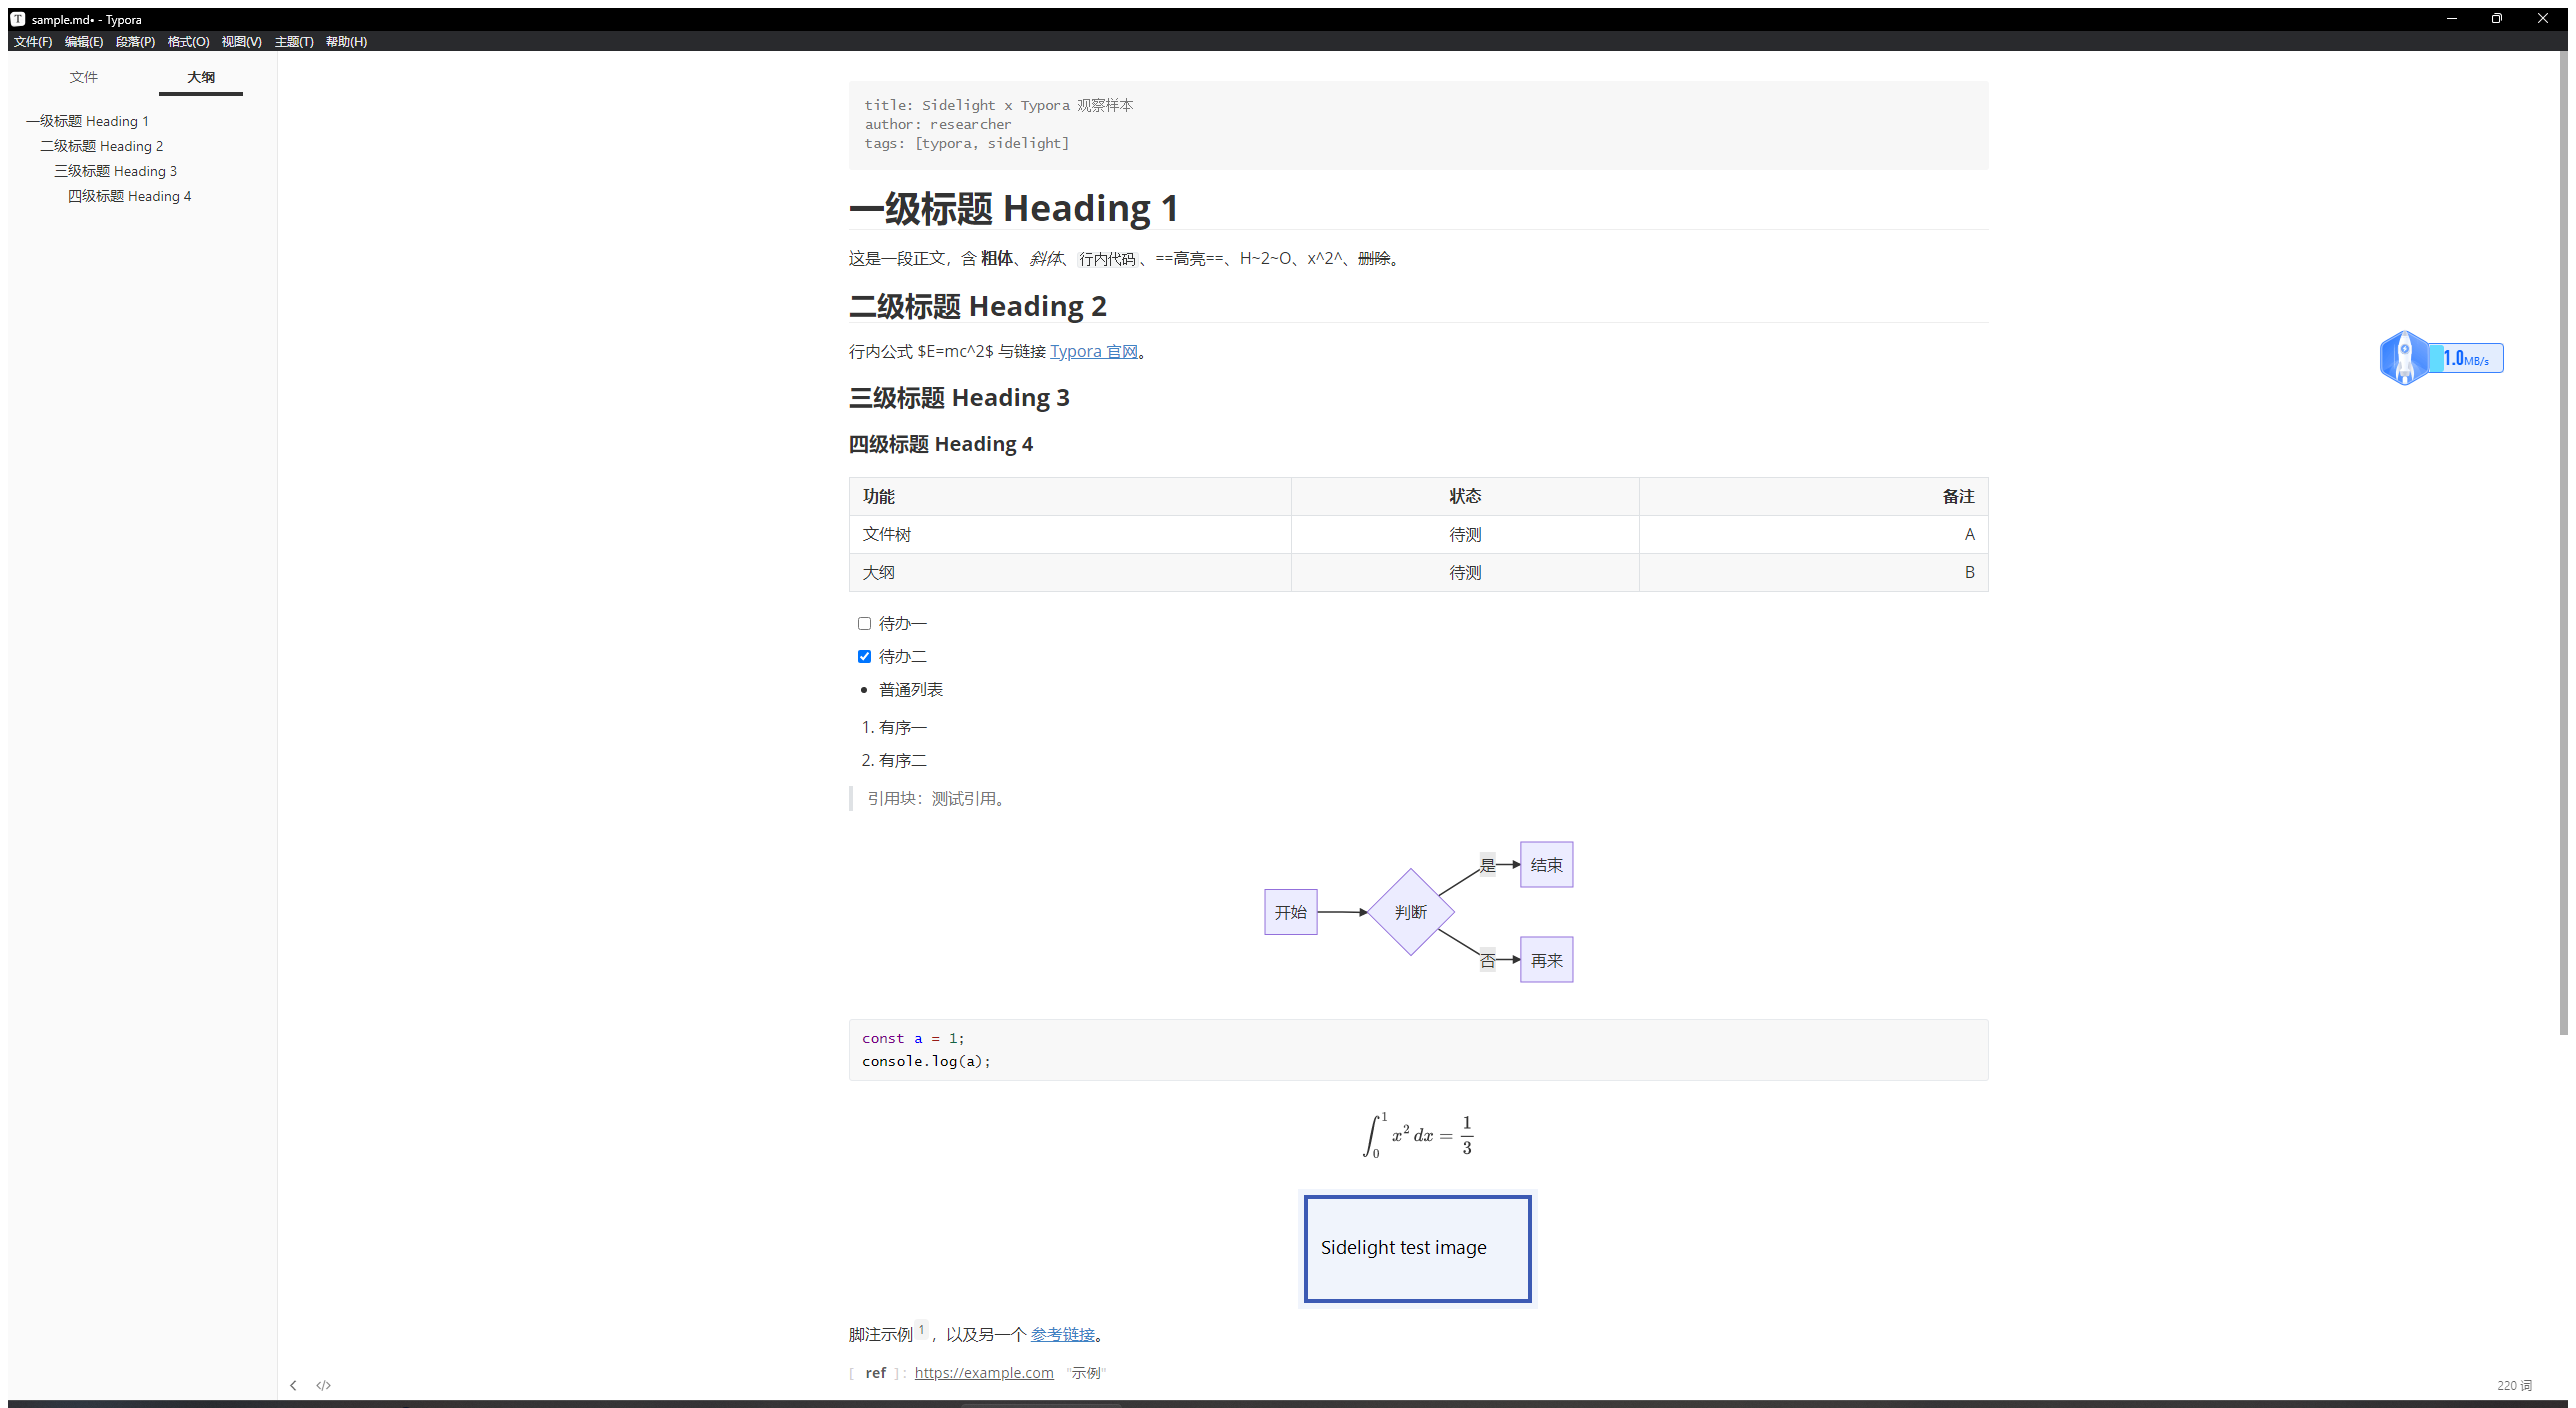 sample.md• - Typora
文件(F) 编辑(E) 段落(P) 格式(O) 视图(V) 主题(T) 帮助(H)
文件 大纲
一级标题 Heading 1
二级标题 Heading 2
三级标题 Heading 3
四级标题 Heading 4
title: Sidelight x Typora 观察样本
author: researcher
tags: [typora, sidelight]
一级标题 Heading 1
这是一段正文，含 粗体、斜体、行内代码、==高亮==、H~2~O、x^2^、删除。
二级标题 Heading 2
行内公式 $E=mc^2$ 与链接 Typora 官网。
1.0MB/s
三级标题 Heading 3
四级标题 Heading 4
功能 状态 备注
文件树 待测 A
大纲 待测 B
待办一
待办二
• 普通列表
1. 有序一
2. 有序二
引用块：测试引用。
开始 判断 是 结束
否 再来
const a = 1;
console.log(a);
∫₀¹ x² dx = 1/3
Sidelight test image
脚注示例 1，以及另一个 参考链接。
[ ref ]: https://example.com "示例"
</> 220 词